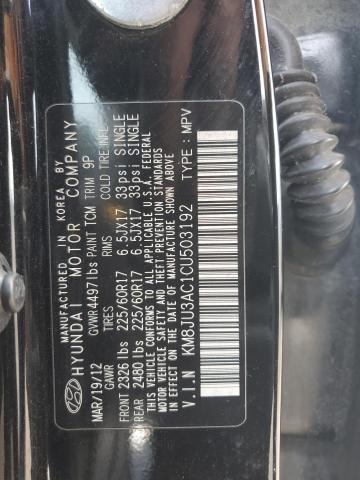 MANUFACTURED IN KOREA BY
HYUNDAI MOTOR COMPANY
MAR/19/12 GVWR 4497lbs PAINT TCM TRIM 9P
GAWR TIRES RIMS COLD TIRE INFL
FRONT 2326 lbs 225/60R17 6.5JX17 33psi SINGLE
REAR 2480 lbs 225/60R17 6.5JX17 33psi SINGLE
THIS VEHICLE CONFORMS TO ALL APPLICABLE U.S.A. FEDERAL
MOTOR VEHICLE SAFETY, BUMPER, AND THEFT PREVENTION STANDARDS
IN EFFECT ON THE DATE OF MANUFACTURE SHOWN ABOVE
V.I.N KM8JU3AC1CU503192 TYPE: MPV